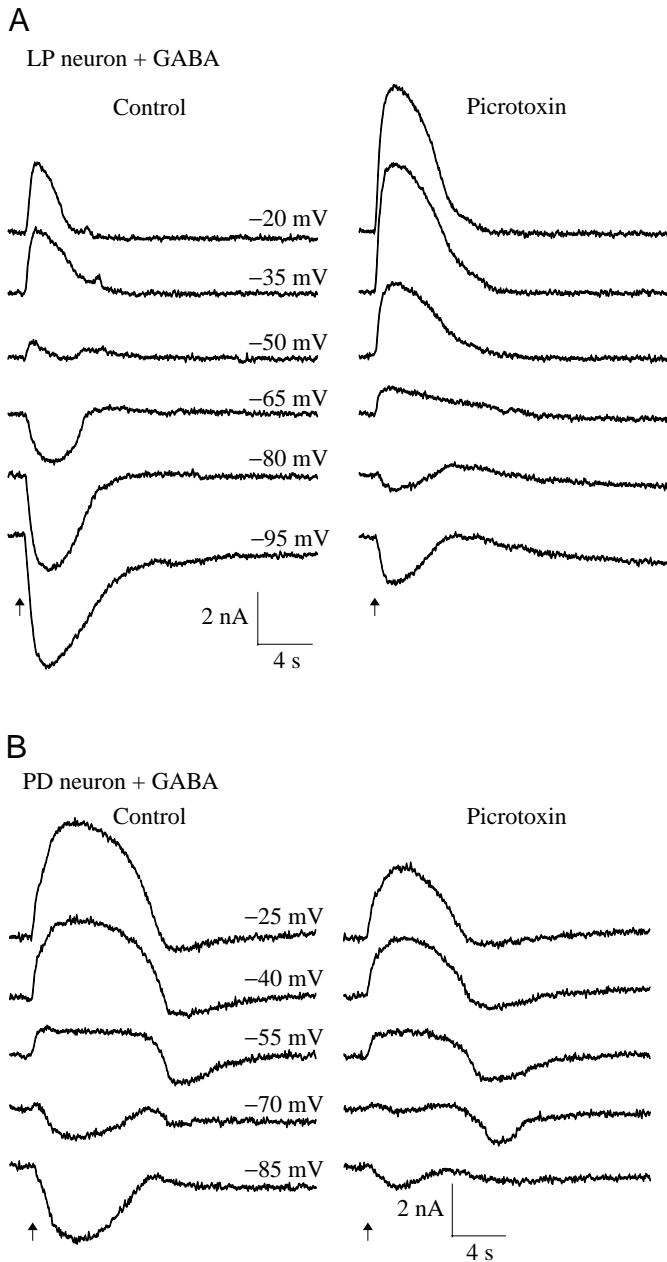 A
LP neuron + GABA
Control
Picrotoxin
−20 mV
−35 mV
−50 mV
−65 mV
−80 mV
−95 mV
2 nA
4 s
B
PD neuron + GABA
Control
Picrotoxin
−25 mV
−40 mV
−55 mV
−70 mV
−85 mV
2 nA
4 s